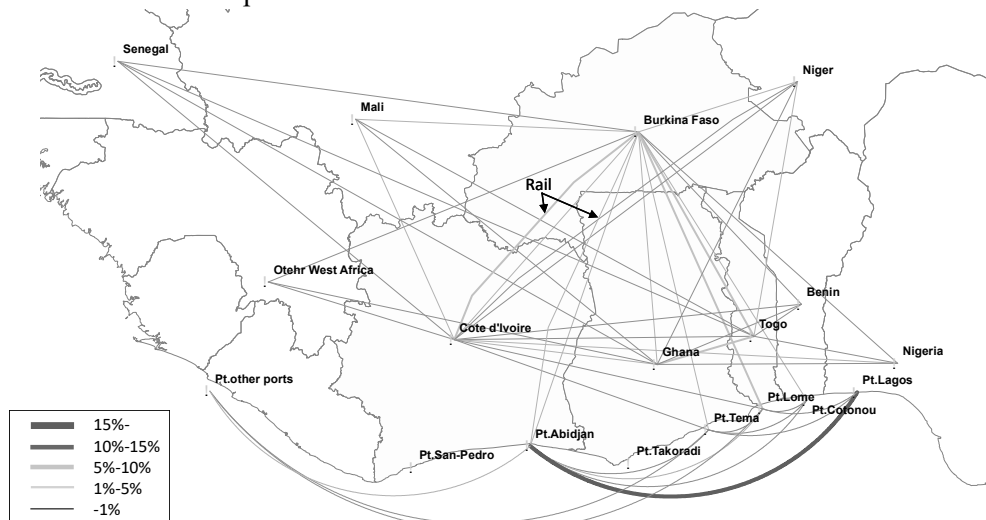 Senegal
Niger
Mali
Burkina Faso
Rail
Otehr West Africa
Benin
Togo
Cote d'Ivoire
Ghana
Nigeria
Pt.other ports
Pt.Lagos
Pt.Lome
Pt.Cotonou
Pt.Tema
Pt.Abidjan
Pt.Takoradi
Pt.San-Pedro
15%-
10%-15%
5%-10%
1%-5%
-1%